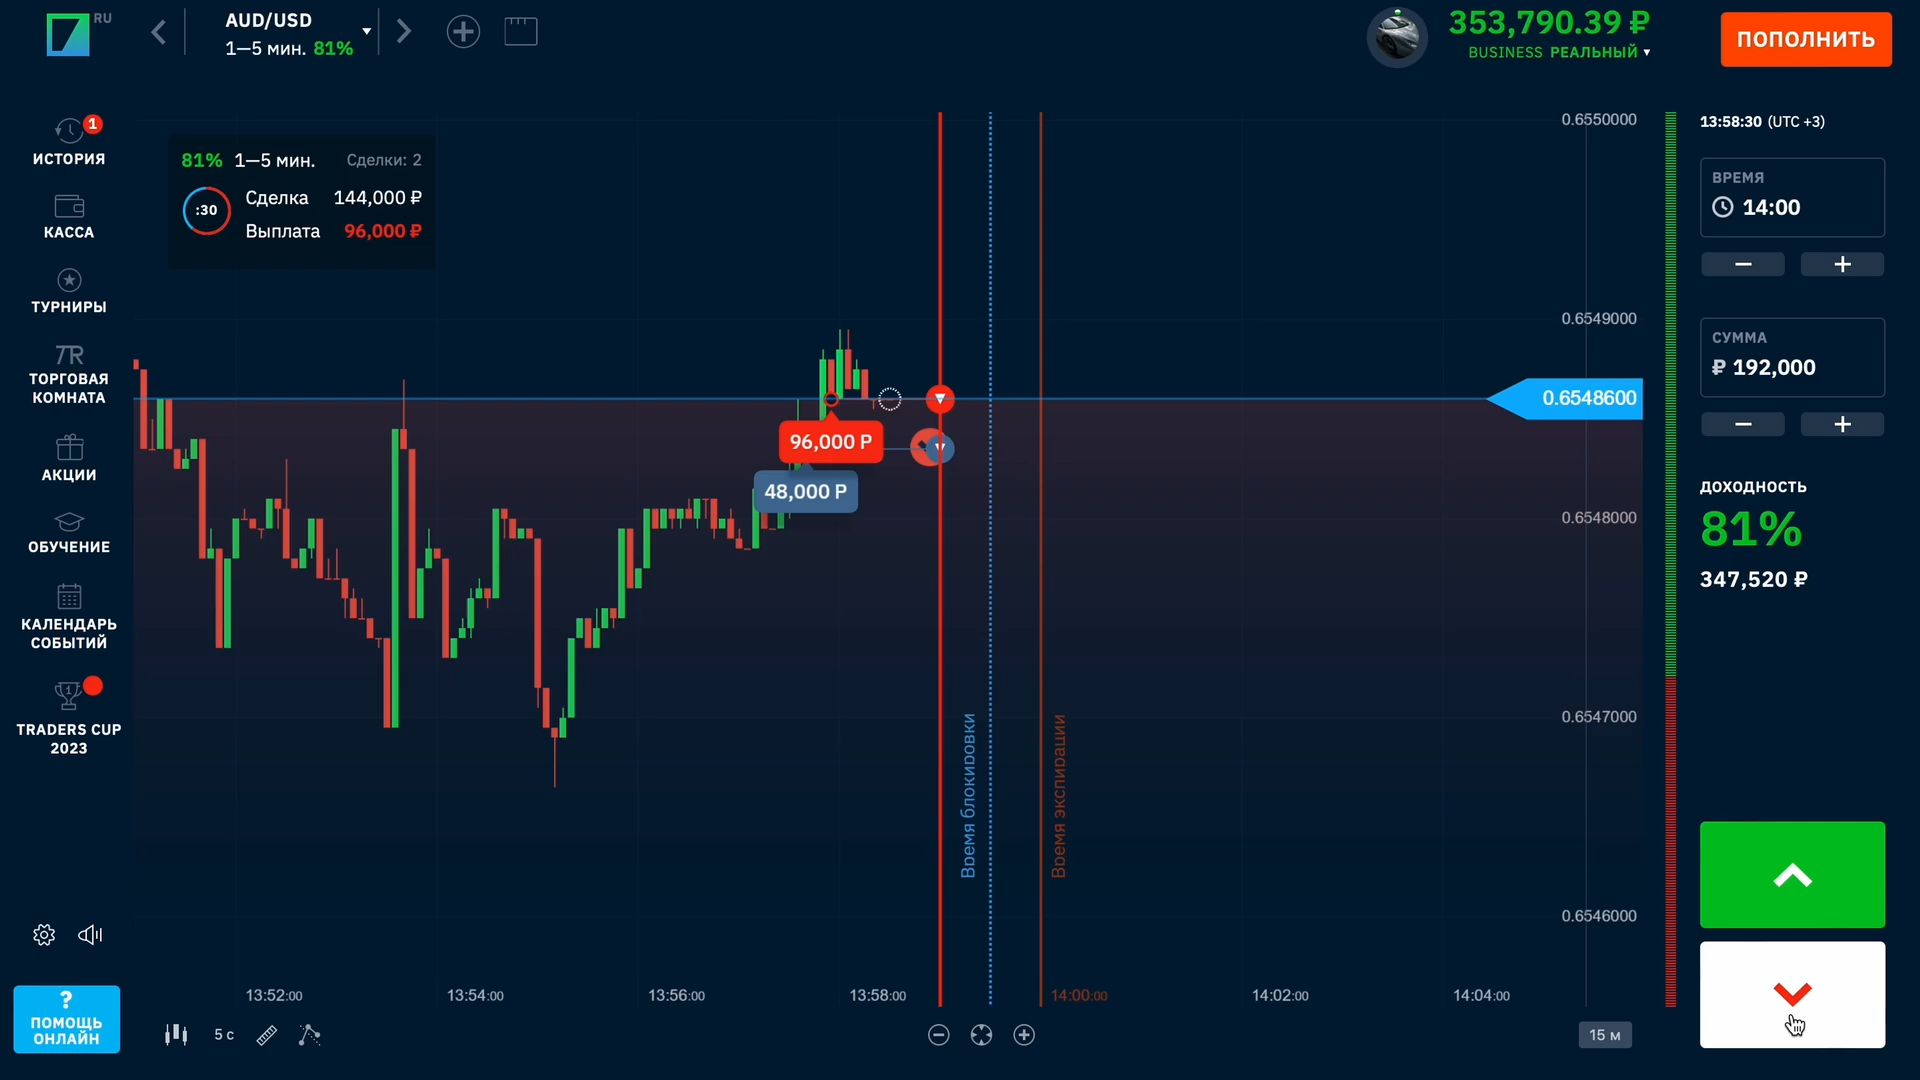 RU
AUD/USD
1—5 мин. 81%
353,790.39 ₽
BUSINESS РЕАЛЬНЫЙ
ПОПОЛНИТЬ
1
ИСТОРИЯ
КАССА
ТУРНИРЫ
TR
ТОРГОВАЯ
КОМНАТА
АКЦИИ
ОБУЧЕНИЕ
КАЛЕНДАРЬ
СОБЫТИЙ
1
TRADERS CUP
2023
?
ПОМОЩЬ
ОНЛАЙН
81% 1—5 мин. Сделки: 2
:30
Сделка 144,000 ₽
Выплата 96,000 ₽
96,000 Р
48,000 Р
Время блокировки
Время экспирации
0.6550000
0.6549000
0.6548600
0.6548000
0.6547000
0.6546000
13:52:00
13:54:00
13:56:00
13:58:00
14:00:00
14:02:00
14:04:00
5 с
15 м
13:58:30 (UTC +3)
ВРЕМЯ
14:00
СУММА
₽ 192,000
ДОХОДНОСТЬ
81%
347,520 ₽